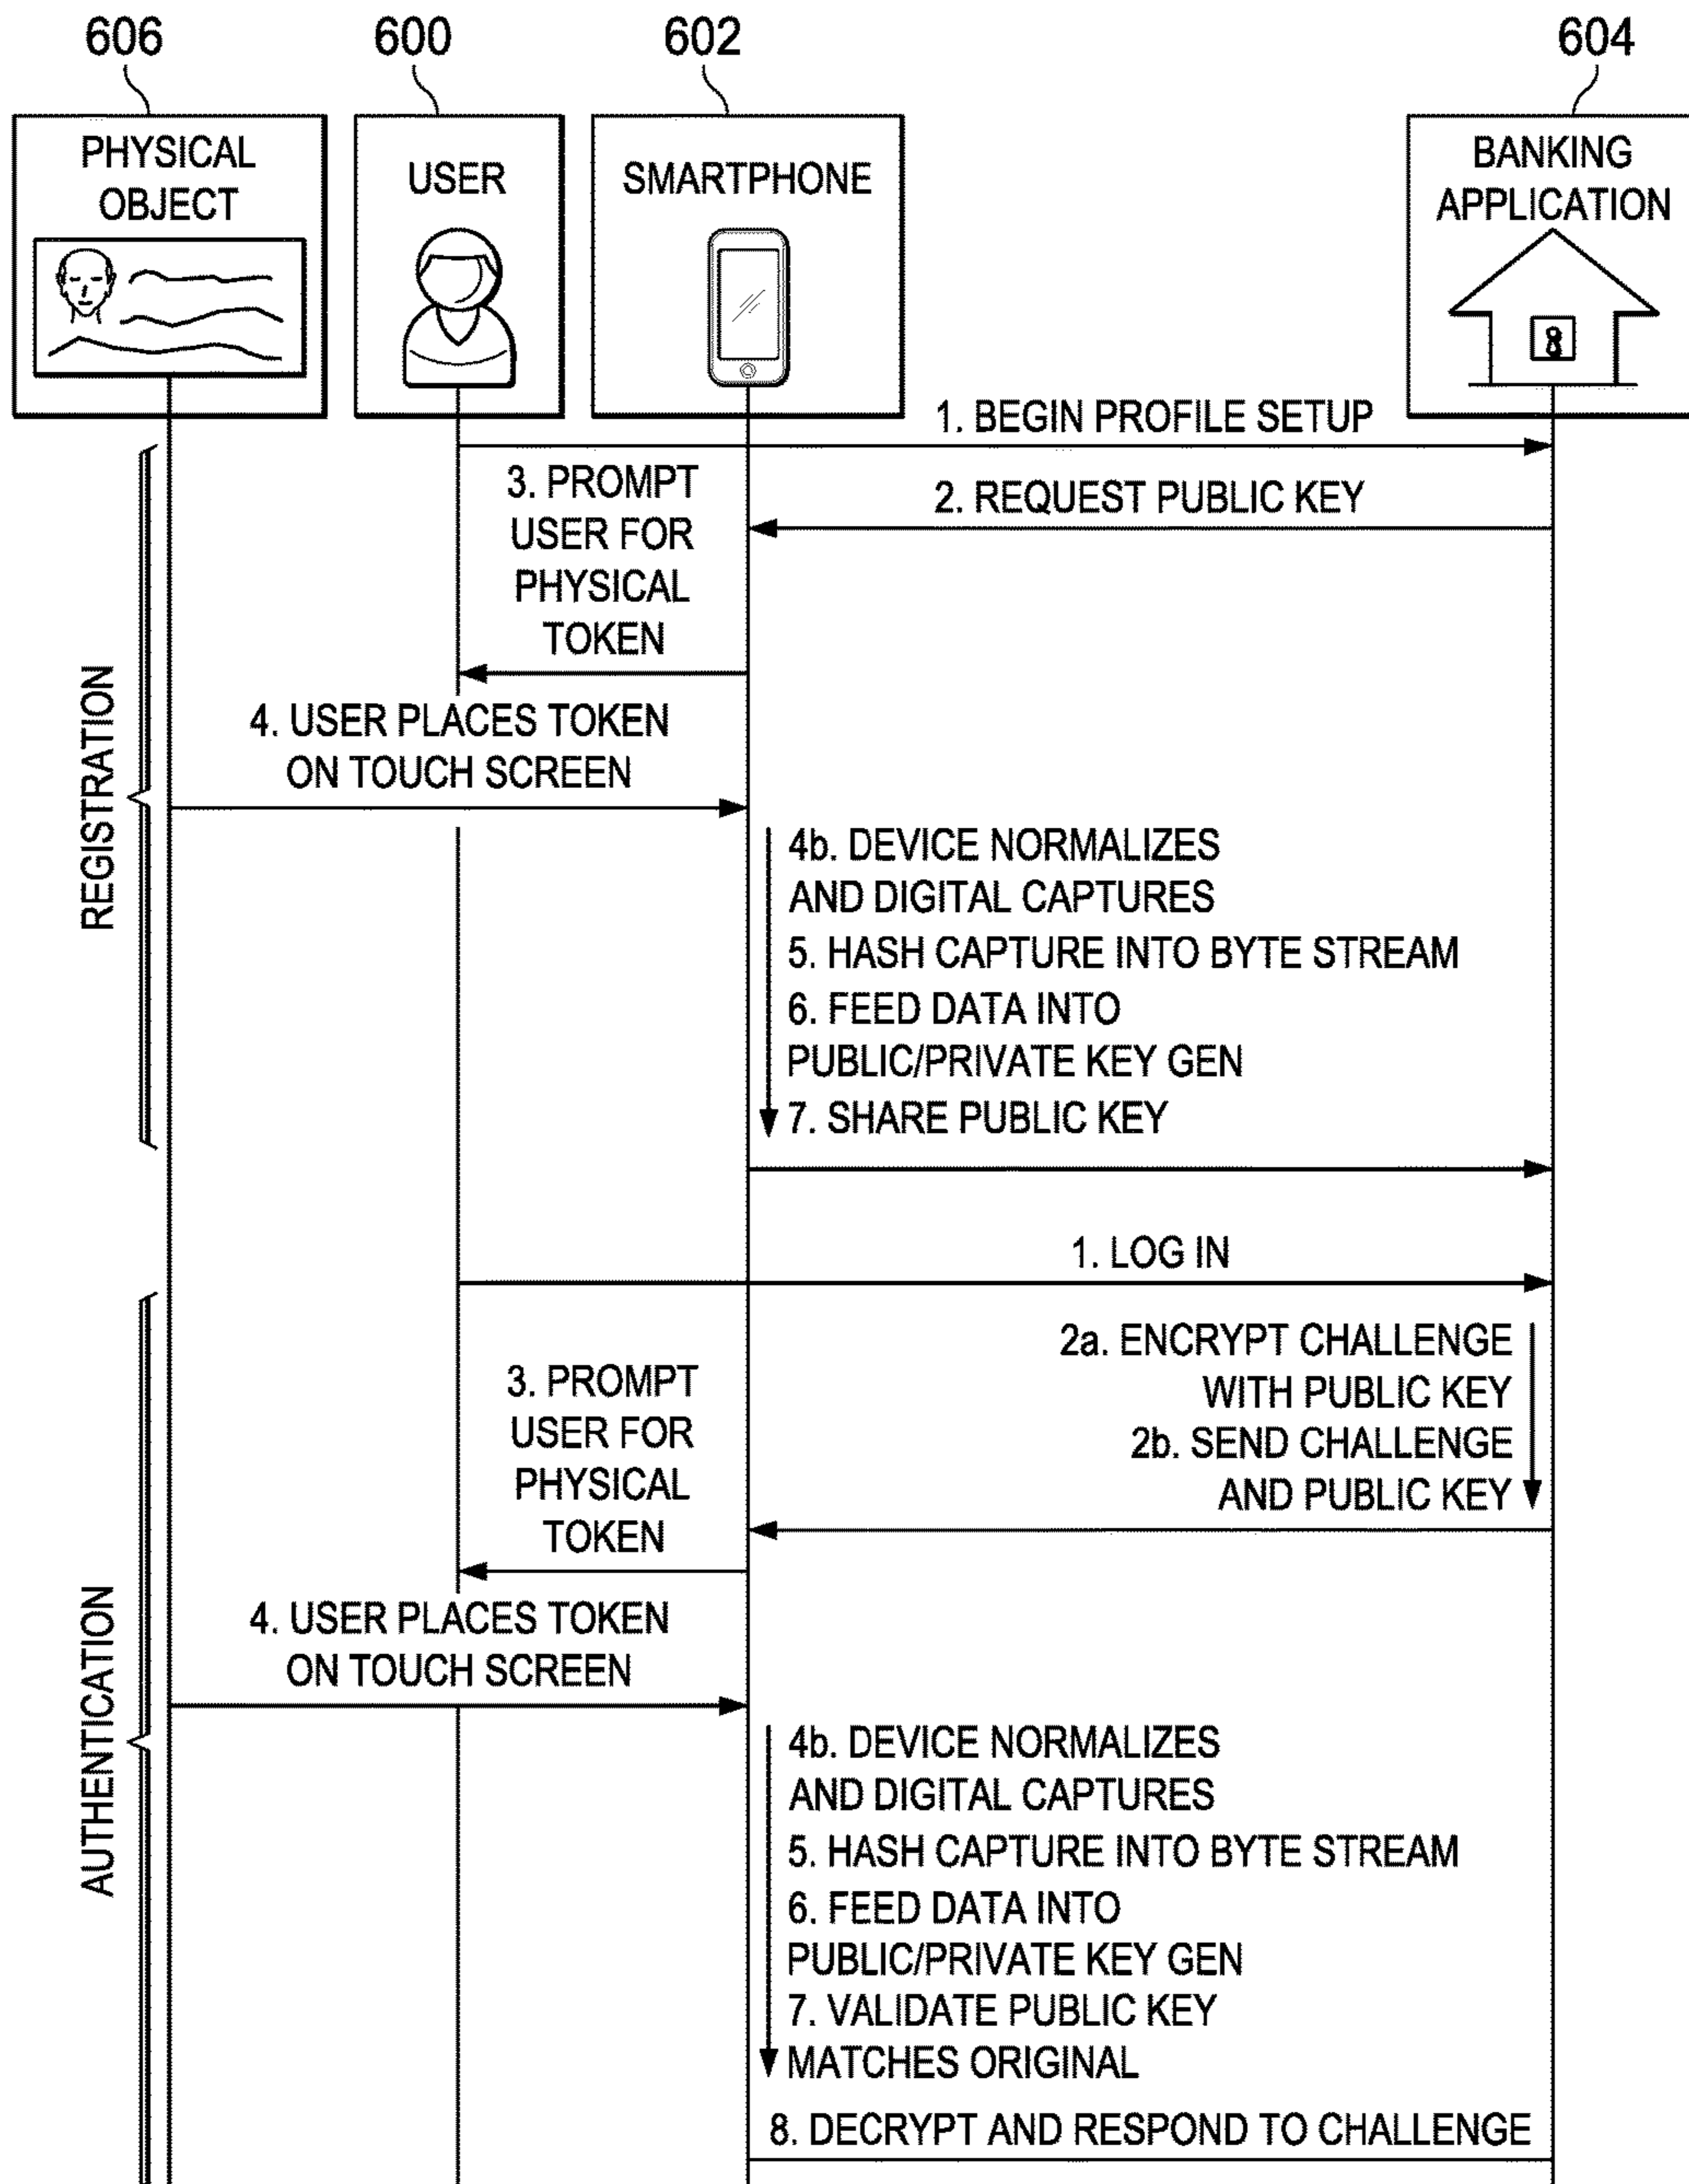 606
600
602
604
PHYSICAL
OBJECT
USER
SMARTPHONE
BANKING
APPLICATION
8
REGISTRATION
1. BEGIN PROFILE SETUP
2. REQUEST PUBLIC KEY
3. PROMPT
USER FOR
PHYSICAL
TOKEN
4. USER PLACES TOKEN
ON TOUCH SCREEN
4b. DEVICE NORMALIZES
AND DIGITAL CAPTURES
5. HASH CAPTURE INTO BYTE STREAM
6. FEED DATA INTO
PUBLIC/PRIVATE KEY GEN
7. SHARE PUBLIC KEY
AUTHENTICATION
1. LOG IN
2a. ENCRYPT CHALLENGE
WITH PUBLIC KEY
2b. SEND CHALLENGE
AND PUBLIC KEY
3. PROMPT
USER FOR
PHYSICAL
TOKEN
4. USER PLACES TOKEN
ON TOUCH SCREEN
4b. DEVICE NORMALIZES
AND DIGITAL CAPTURES
5. HASH CAPTURE INTO BYTE STREAM
6. FEED DATA INTO
PUBLIC/PRIVATE KEY GEN
7. VALIDATE PUBLIC KEY
MATCHES ORIGINAL
8. DECRYPT AND RESPOND TO CHALLENGE